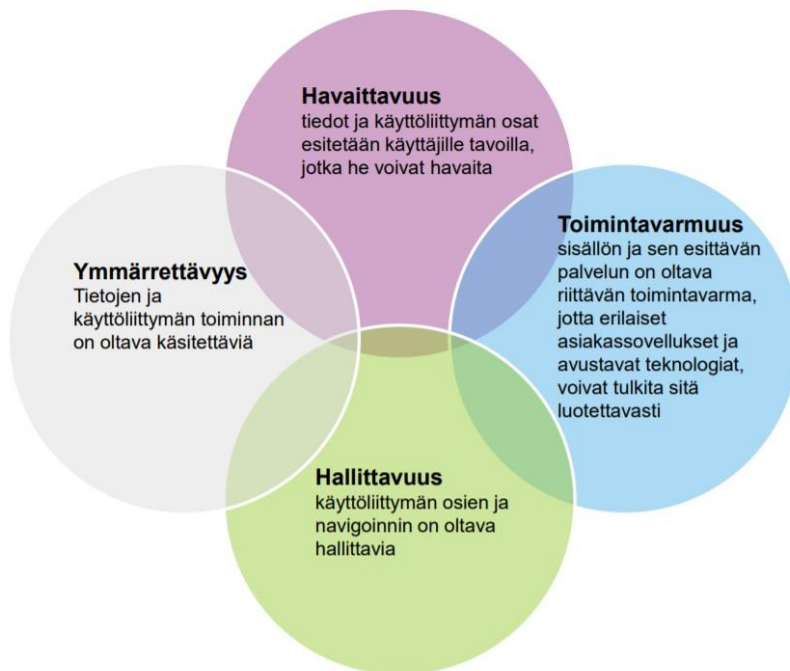 Havaittavuus
tiedot ja käyttöliittymän osat
esitetään käyttäjille tavoilla,
jotka he voivat havaita
Toimintavarmuus
sisällön ja sen esittävän
palvelun on oltava
riittävän toimintavarma,
jotta erilaiset
asiakassovellukset ja
avustavat teknologiat,
voivat tulkita sitä
luotettavasti
Ymmärrettävyys
Tietojen ja
käyttöliittymän toiminnan
on oltava käsitettäviä
Hallittavuus
käyttöliittymän osien ja
navigoinnin on oltava
hallittavia